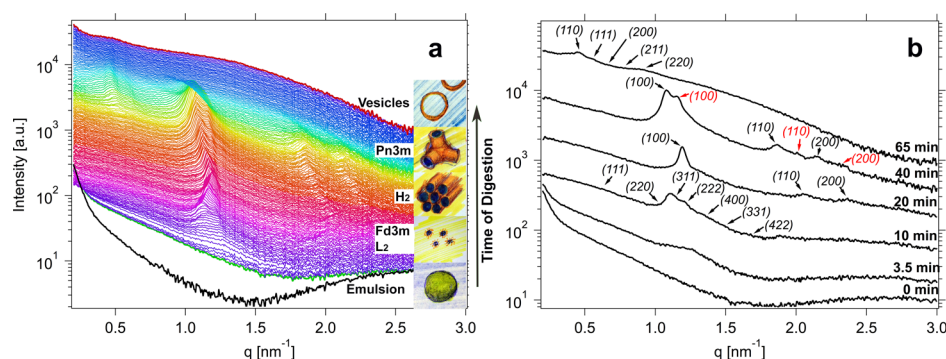 a
b
Intensity [a.u.]
10⁴
10³
10²
10¹
0.5
1.0
1.5
2.0
2.5
3.0
q [nm⁻¹]
Vesicles
Pn3m
H₂
Fd3m
L₂
Emulsion
Time of Digestion
10⁴
10³
10²
10¹
0.5
1.0
1.5
2.0
2.5
3.0
q [nm⁻¹]
(110)
(111)
(200)
(211)
(220)
65 min
(100)
(100)
(110)
(110)
(200)
(200)
40 min
(100)
(110)
(200)
20 min
(111)
(220)
(311)
(222)
(400)
(331)
(422)
10 min
3.5 min
0 min